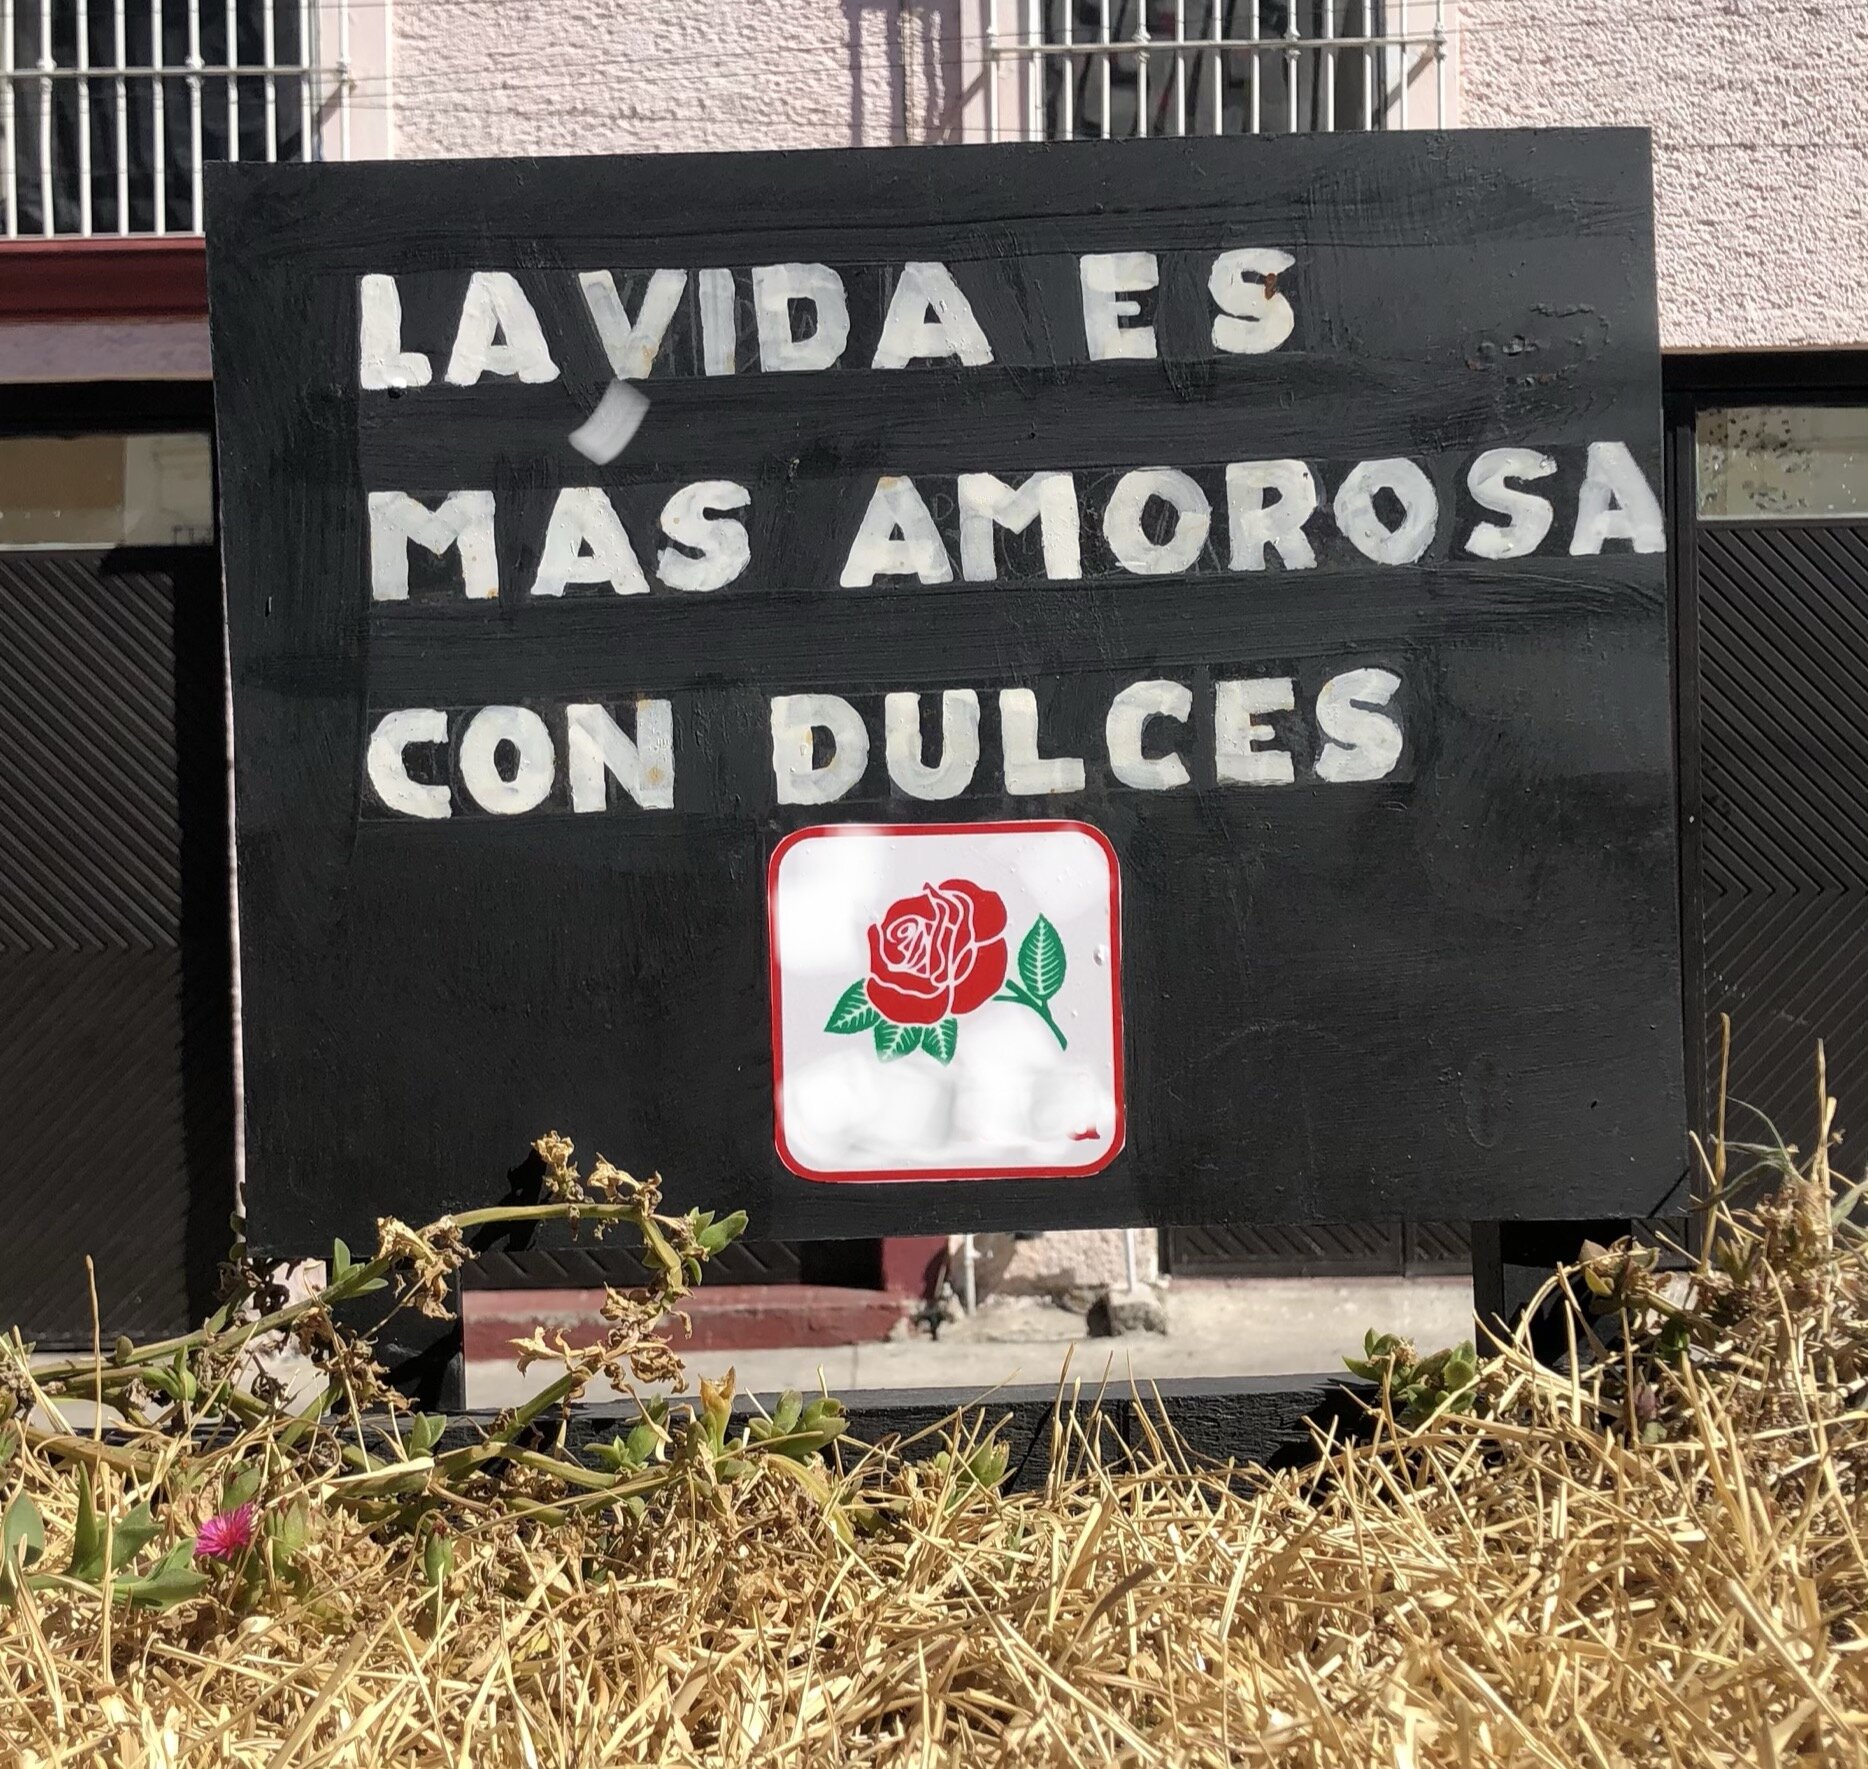 LA VIDA ES
MÁS AMOROSA
CON DULCES